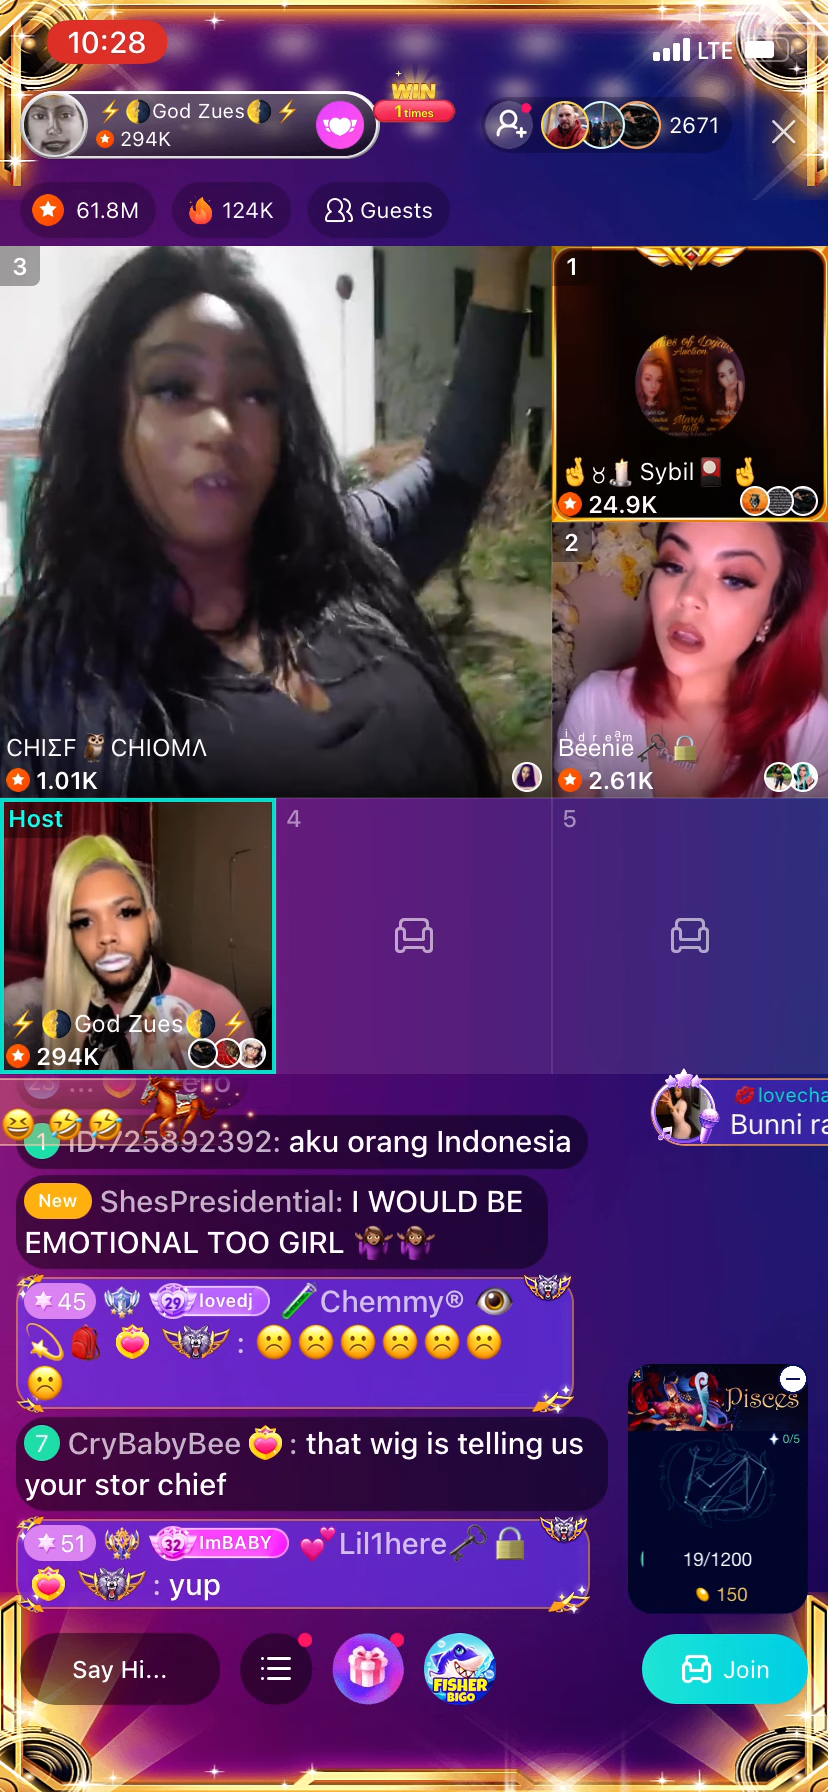 10:28
LTE
⚡🌗God Zues🌗⚡
294K
WIN
1 times
2671
61.8M
124K
Guests
3
CHIΣF🦉CHIOMΛ
1.01K
1
Auction
March
🤞♉🕯️Sybil🎴🤞
24.9K
2
i d r e a m
Beenie🗝️🔒
2.61K
Host
⚡🌗God Zues🌗⚡
294K
4
5
😆🤣🤣🐎
lovecha
Bunni ra
1 ID:725892392: aku orang Indonesia
New ShesPresidential: I WOULD BE
EMOTIONAL TOO GIRL 🤷🏽‍♀️🤷🏽‍♀️
45 29 lovedj 🧪Chemmy® 👁️
💫🎒 : ☹️☹️☹️☹️☹️☹️
☹️
7 CryBabyBee : that wig is telling us
your stor chief
51 32 ImBABY 💕Lil1here🗝️🔒
: yup
Pisces
0/5
19/1200
150
Say Hi...
FISHER
BIGO
Join